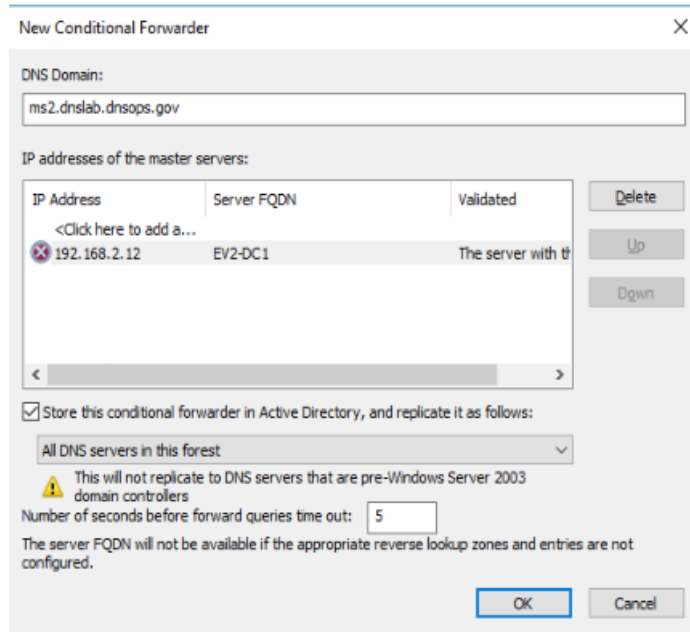 New Conditional Forwarder
DNS Domain:
ms2.dnslab.dnsops.gov
IP addresses of the master servers:
IP Address Server FQDN Validated
<Click here to add a...
192.168.2.12 EV2-DC1 The server with th
Delete
Up
Down
Store this conditional forwarder in Active Directory, and replicate it as follows:
All DNS servers in this forest
This will not replicate to DNS servers that are pre-Windows Server 2003
domain controllers
Number of seconds before forward queries time out: 5
The server FQDN will not be available if the appropriate reverse lookup zones and entries are not
configured.
OK Cancel